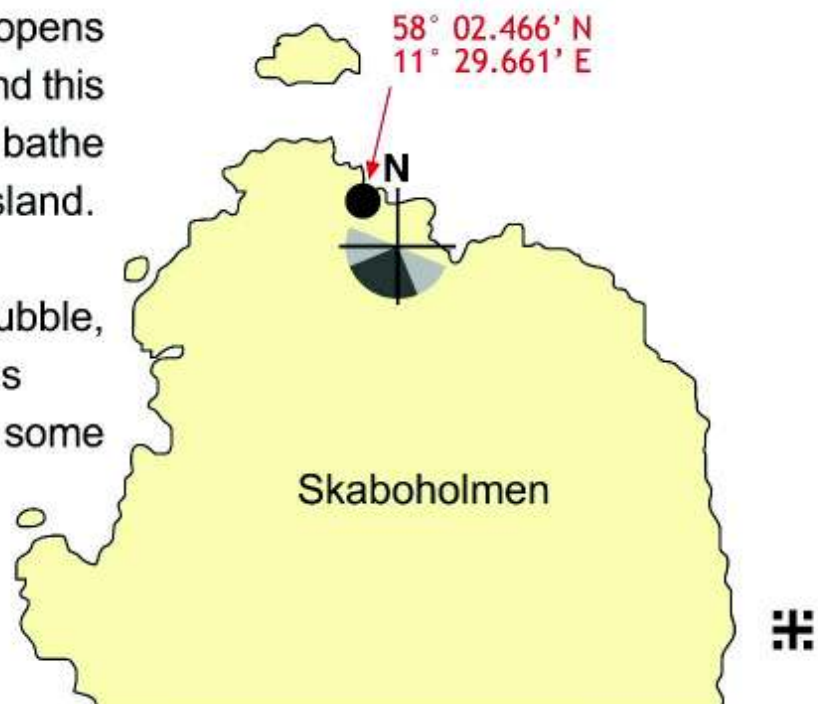 opens
nd this
bathe
sland.
ubble,
s
some
58° 02.466’ N
11° 29.661’ E
N
Skaboholmen